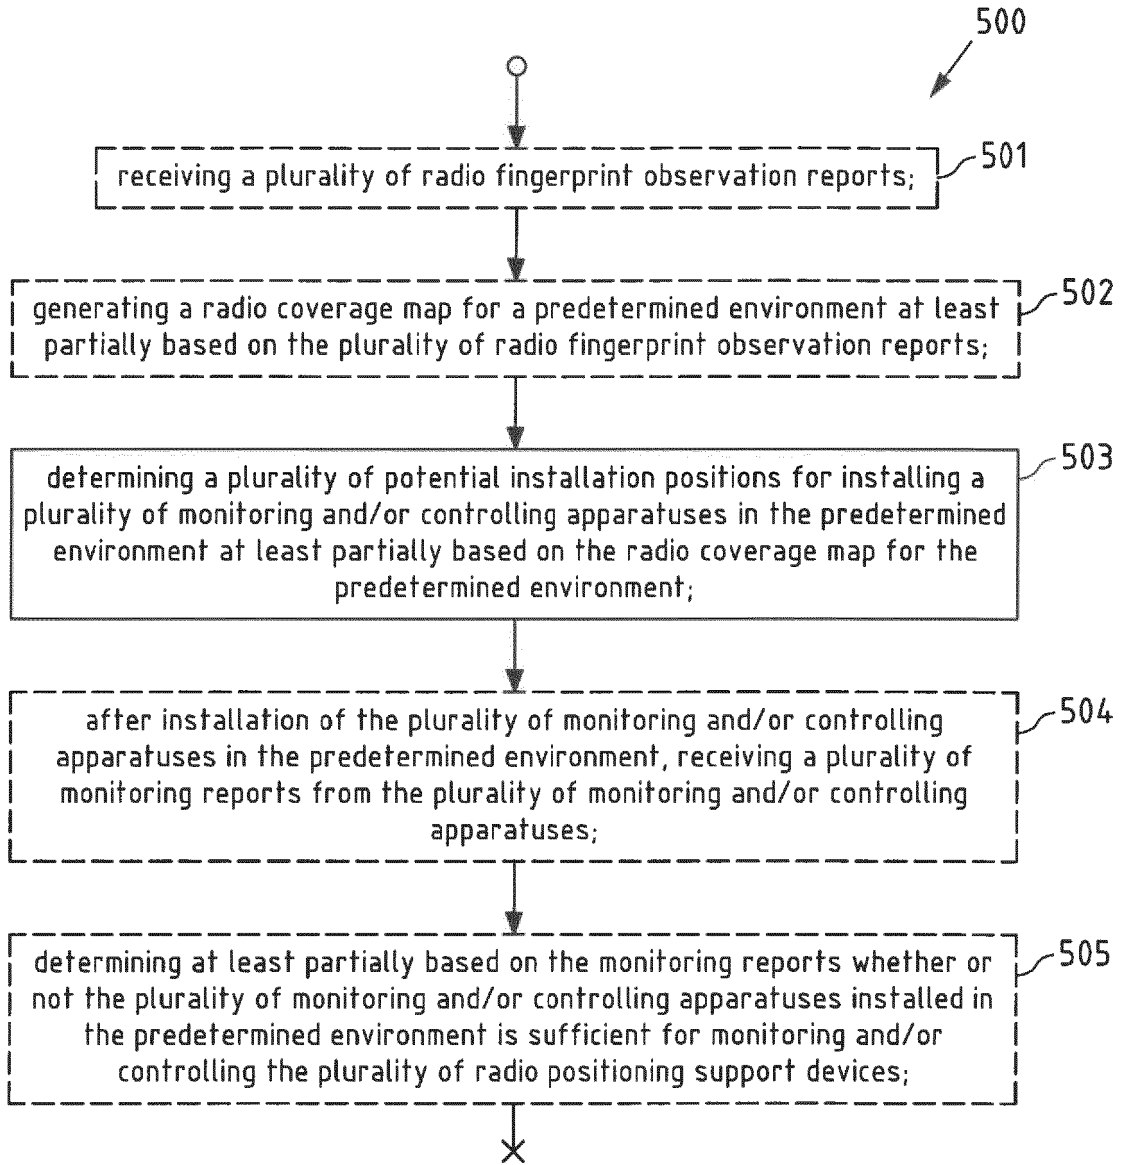 500
receiving a plurality of radio fingerprint observation reports;
501
generating a radio coverage map for a predetermined environment at least
partially based on the plurality of radio fingerprint observation reports;
502
determining a plurality of potential installation positions for installing a
plurality of monitoring and/or controlling apparatuses in the predetermined
environment at least partially based on the radio coverage map for the
predetermined environment;
503
after installation of the plurality of monitoring and/or controlling
apparatuses in the predetermined environment, receiving a plurality of
monitoring reports from the plurality of monitoring and/or controlling
apparatuses;
504
determining at least partially based on the monitoring reports whether or
not the plurality of monitoring and/or controlling apparatuses installed in
the predetermined environment is sufficient for monitoring and/or
controlling the plurality of radio positioning support devices;
505